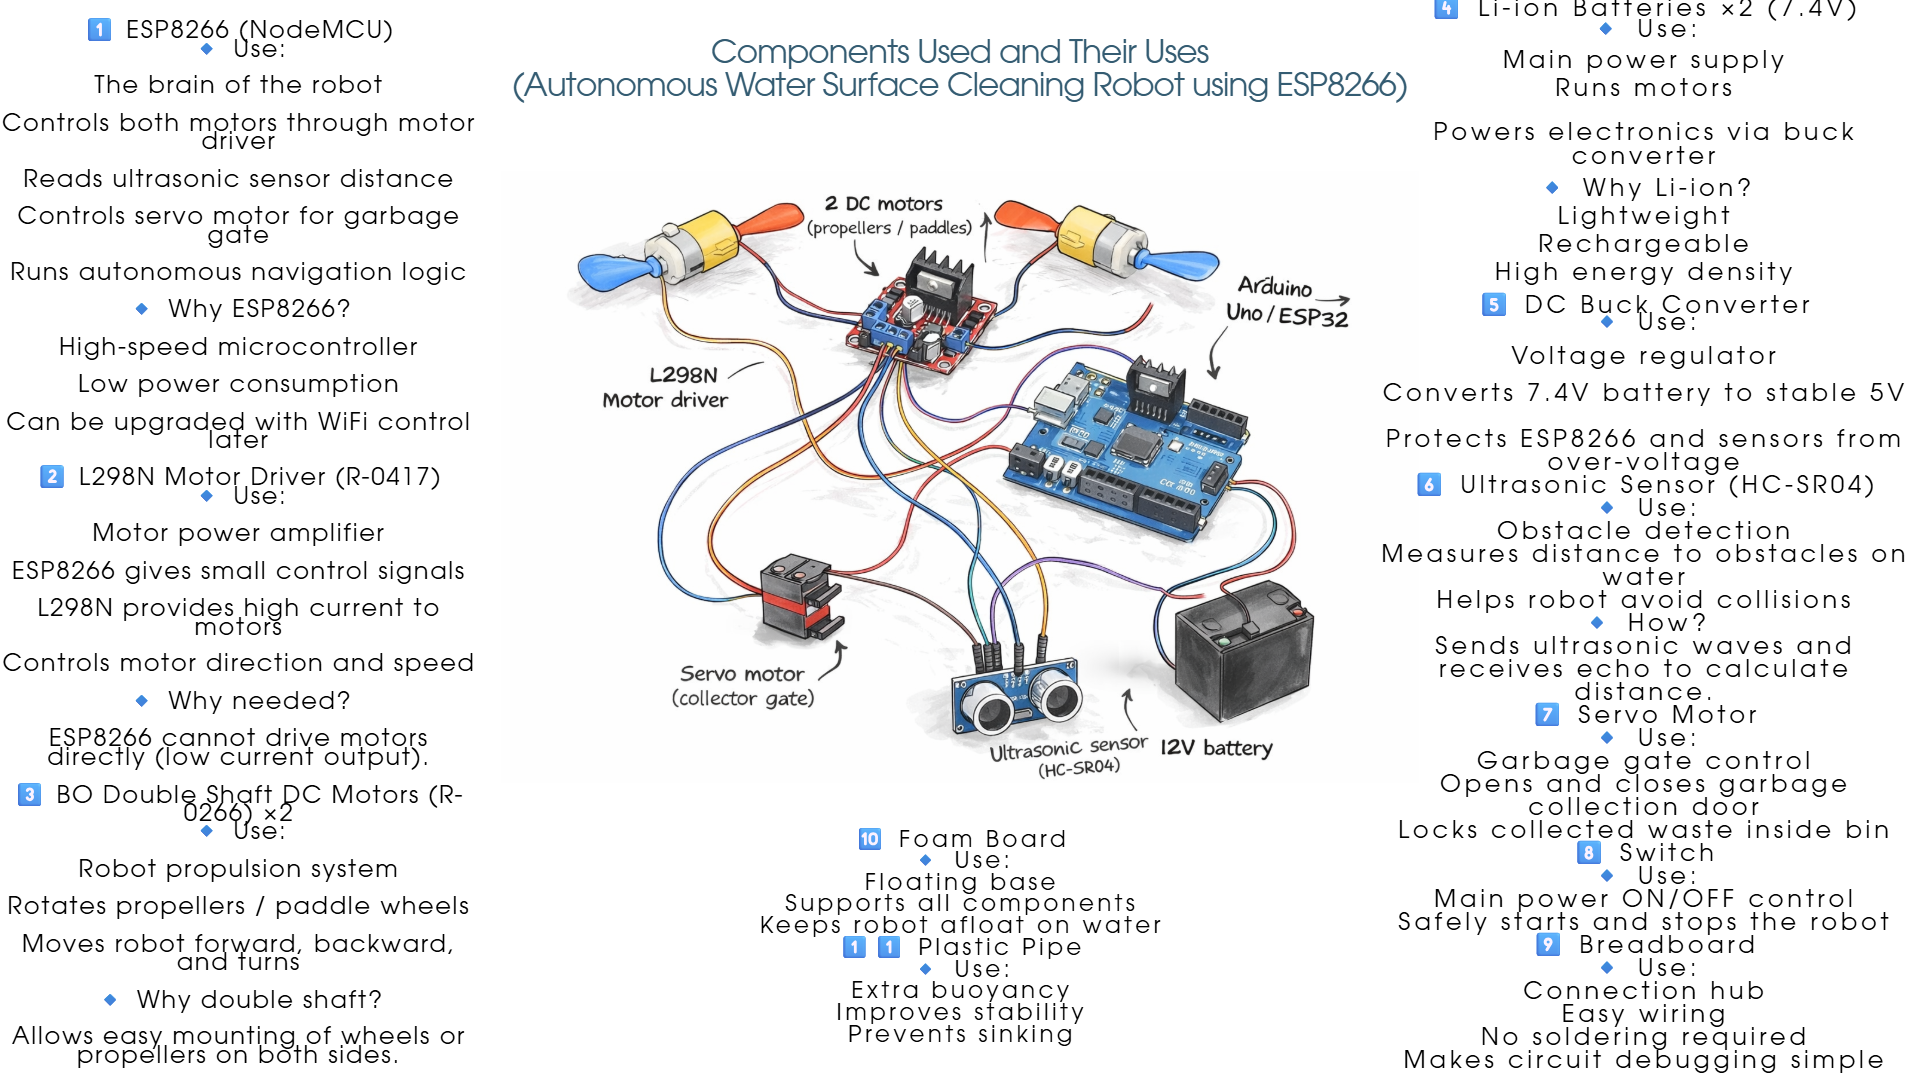 Components Used and Their Uses
(Autonomous Water Surface Cleaning Robot using ESP8266)
1 ESP8266 (NodeMCU)
Use:
The brain of the robot
Controls both motors through motor
driver
Reads ultrasonic sensor distance
Controls servo motor for garbage
gate
Runs autonomous navigation logic
Why ESP8266?
High-speed microcontroller
Low power consumption
Can be upgraded with WiFi control
later
2 L298N Motor Driver (R-0417)
Use:
Motor power amplifier
ESP8266 gives small control signals
L298N provides high current to
motors
Controls motor direction and speed
Why needed?
ESP8266 cannot drive motors
directly (low current output).
3 BO Double Shaft DC Motors (R-
0266) ×2
Use:
Robot propulsion system
Rotates propellers / paddle wheels
Moves robot forward, backward,
and turns
Why double shaft?
Allows easy mounting of wheels or
propellers on both sides.
2 DC motors
(propellers / paddles)
Arduino
Uno / ESP32
L298N
Motor driver
Servo motor
(collector gate)
Ultrasonic sensor
(HC-SR04)
12V battery
10 Foam Board
Use:
Floating base
Supports all components
Keeps robot afloat on water
1 1 Plastic Pipe
Use:
Extra buoyancy
Improves stability
Prevents sinking
4 Li-ion Batteries ×2 (7.4V)
Use:
Main power supply
Runs motors
Powers electronics via buck
converter
Why Li-ion?
Lightweight
Rechargeable
High energy density
5 DC Buck Converter
Use:
Voltage regulator
Converts 7.4V battery to stable 5V
Protects ESP8266 and sensors from
over-voltage
6 Ultrasonic Sensor (HC-SR04)
Use:
Obstacle detection
Measures distance to obstacles on
water
Helps robot avoid collisions
How?
Sends ultrasonic waves and
receives echo to calculate
distance.
7 Servo Motor
Use:
Garbage gate control
Opens and closes garbage
collection door
Locks collected waste inside bin
8 Switch
Use:
Main power ON/OFF control
Safely starts and stops the robot
9 Breadboard
Use:
Connection hub
Easy wiring
No soldering required
Makes circuit debugging simple